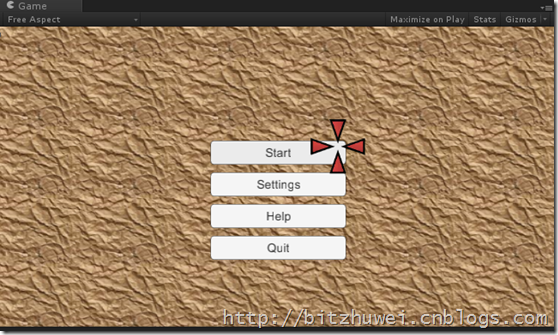 Game
Free Aspect
Maximize on Play Stats Gizmos
Start
Settings
Help
Quit
http://bitzhuwei.cnblogs.com